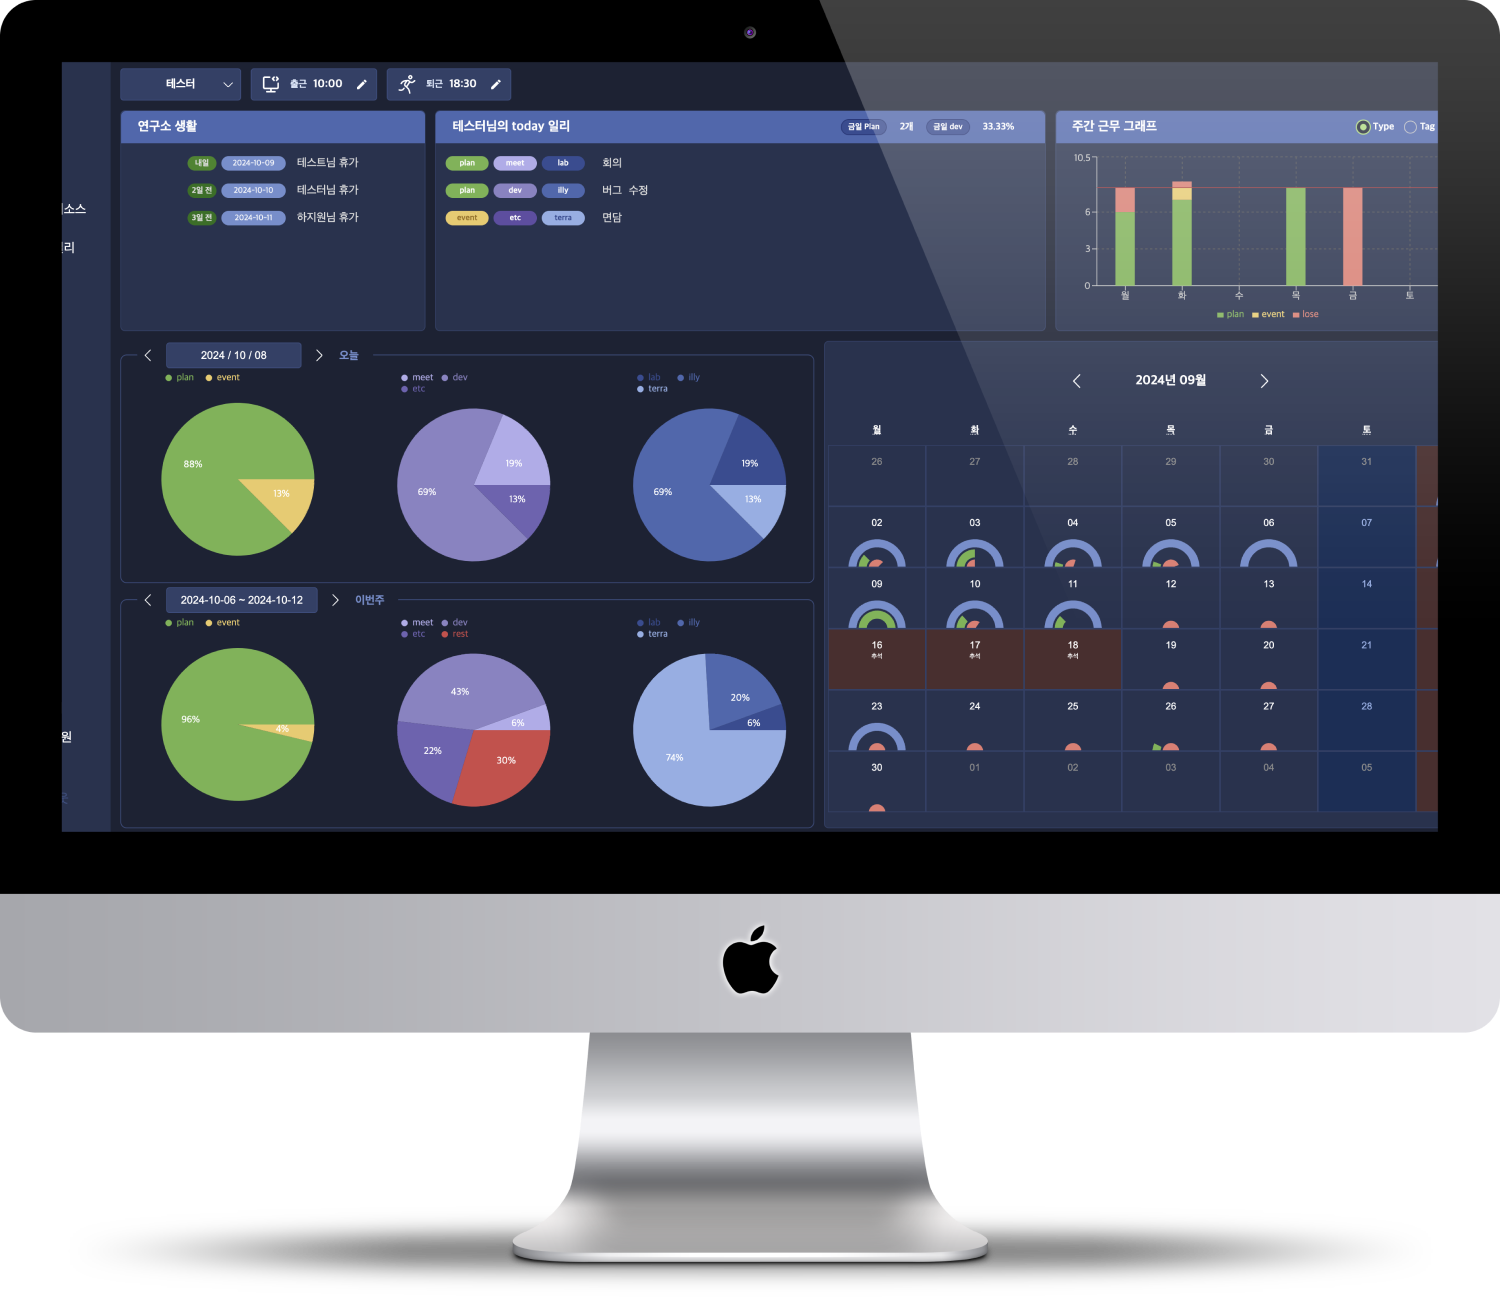 테스터
출근 10:00
퇴근 18:30
소스
리
원
연구소 생활
내일 2024-10-09 테스트님 휴가
2일 전 2024-10-10 테스터님 휴가
3일 전 2024-10-11 하지원님 휴가
테스터님의 today 일리 금일 Plan 2개 금일 dev 33.33%
plan meet lab 회의
plan dev illy 버그 수정
event etc terra 면담
주간 근무 그래프 Type Tag
10.5
6
3
0
월 화 수 목 금 토
plan event lose
2024 / 10 / 08 오늘
plan event
88%
13%
meet dev
etc
19%
69%
13%
lab illy
terra
19%
69%
13%
2024-10-06 ~ 2024-10-12 이번주
plan event
96%
4%
meet dev
etc rest
43%
6%
22%
30%
lab illy
terra
20%
6%
74%
2024년 09월
월 화 수 목 금 토
26 27 28 29 30 31
02 03 04 05 06 07
09 10 11 12 13 14
16 17 18 19 20 21
추석 추석 추석
23 24 25 26 27 28
30 01 02 03 04 05